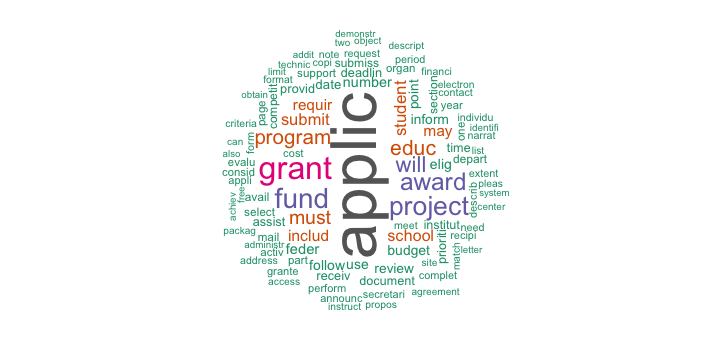 demonstr
two object
descript
addit note request
technic copi submiss period
limit support deadlin organ financi
format provid date number electron
obtain competit requir point section contact
page student year
criteria submit inform individu
can form program may one identifi
also narrat
evalu cost educ time list
consid grant will elig depart
appli extent
free avail fund award describ pleas
achiev system
select must project center
packag assist applic meet institut need
mail includ school priorit recipi
administr feder budget match letter
activ
address part follow use review site
grante receiv document complet
access
perform secretari agreement
announc
instruct propos